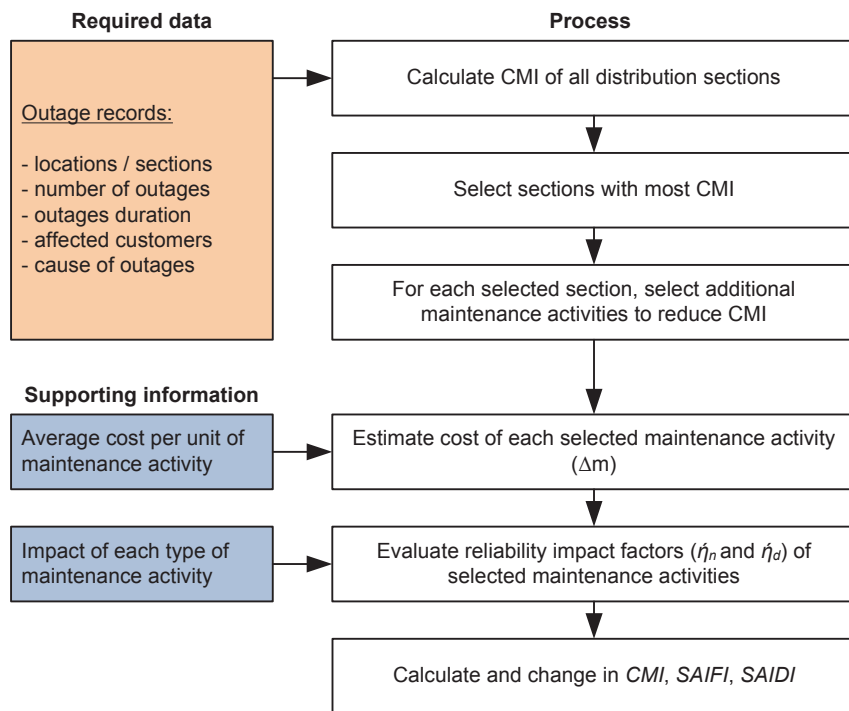 Required data
Process
Outage records:
- locations / sections
- number of outages
- outages duration
- affected customers
- cause of outages
Calculate CMI of all distribution sections
Select sections with most CMI
For each selected section, select additional
maintenance activities to reduce CMI
Supporting information
Average cost per unit of
maintenance activity
Estimate cost of each selected maintenance activity
(Δm)
Impact of each type of
maintenance activity
Evaluate reliability impact factors (ήn and ήd) of
selected maintenance activities
Calculate and change in CMI, SAIFI, SAIDI